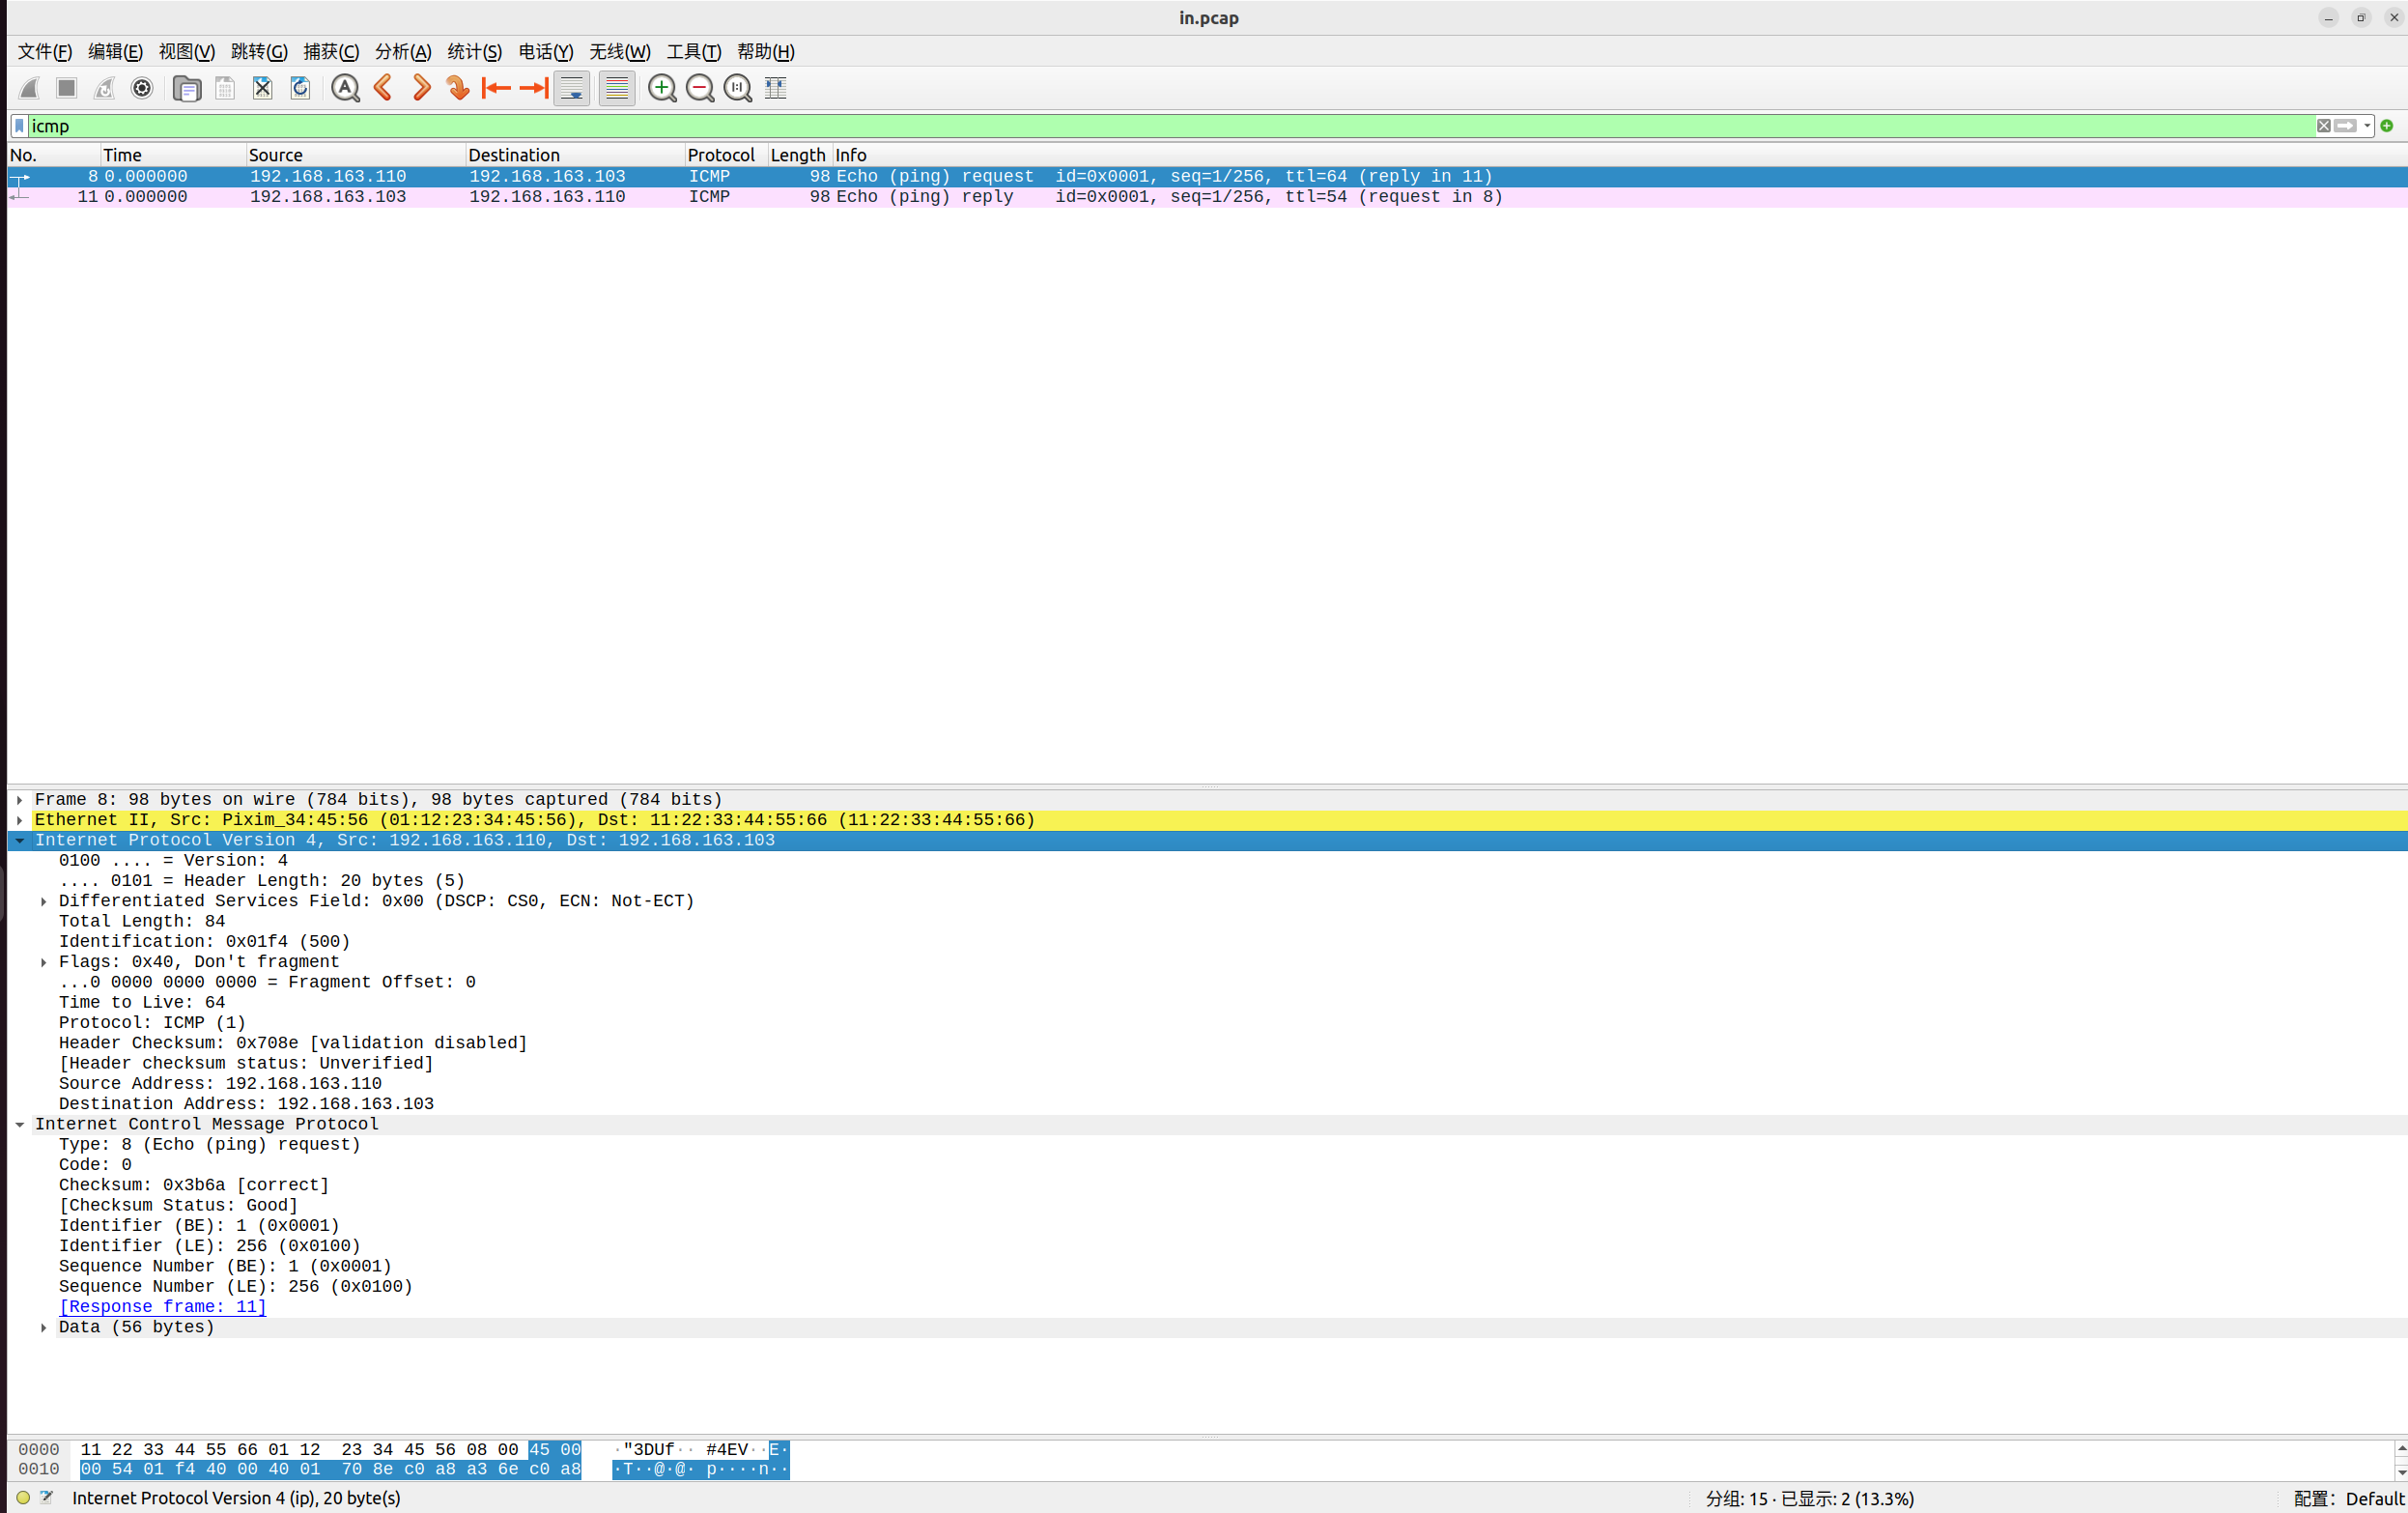 in.pcap
文件(F) 编辑(E) 视图(V) 跳转(G) 捕获(C) 分析(A) 统计(S) 电话(Y) 无线(W) 工具(T) 帮助(H)
icmp
No. Time Source Destination Protocol Length Info
8 0.000000 192.168.163.110 192.168.163.103 ICMP 98 Echo (ping) request id=0x0001, seq=1/256, ttl=64 (reply in 11)
11 0.000000 192.168.163.103 192.168.163.110 ICMP 98 Echo (ping) reply id=0x0001, seq=1/256, ttl=54 (request in 8)
Frame 8: 98 bytes on wire (784 bits), 98 bytes captured (784 bits)
Ethernet II, Src: Pixim_34:45:56 (01:12:23:34:45:56), Dst: 11:22:33:44:55:66 (11:22:33:44:55:66)
Internet Protocol Version 4, Src: 192.168.163.110, Dst: 192.168.163.103
0100 .... = Version: 4
.... 0101 = Header Length: 20 bytes (5)
Differentiated Services Field: 0x00 (DSCP: CS0, ECN: Not-ECT)
Total Length: 84
Identification: 0x01f4 (500)
Flags: 0x40, Don't fragment
...0 0000 0000 0000 = Fragment Offset: 0
Time to Live: 64
Protocol: ICMP (1)
Header Checksum: 0x708e [validation disabled]
[Header checksum status: Unverified]
Source Address: 192.168.163.110
Destination Address: 192.168.163.103
Internet Control Message Protocol
Type: 8 (Echo (ping) request)
Code: 0
Checksum: 0x3b6a [correct]
[Checksum Status: Good]
Identifier (BE): 1 (0x0001)
Identifier (LE): 256 (0x0100)
Sequence Number (BE): 1 (0x0001)
Sequence Number (LE): 256 (0x0100)
[Response frame: 11]
Data (56 bytes)
0000 11 22 33 44 55 66 01 12 23 34 45 56 08 00 45 00 ·"3DUf·· #4EV··E·
0010 00 54 01 f4 40 00 40 01 70 8e c0 a8 a3 6e c0 a8 ·T··@·@· p····n··
Internet Protocol Version 4 (ip), 20 byte(s) 分组: 15 · 已显示: 2 (13.3%) 配置: Default